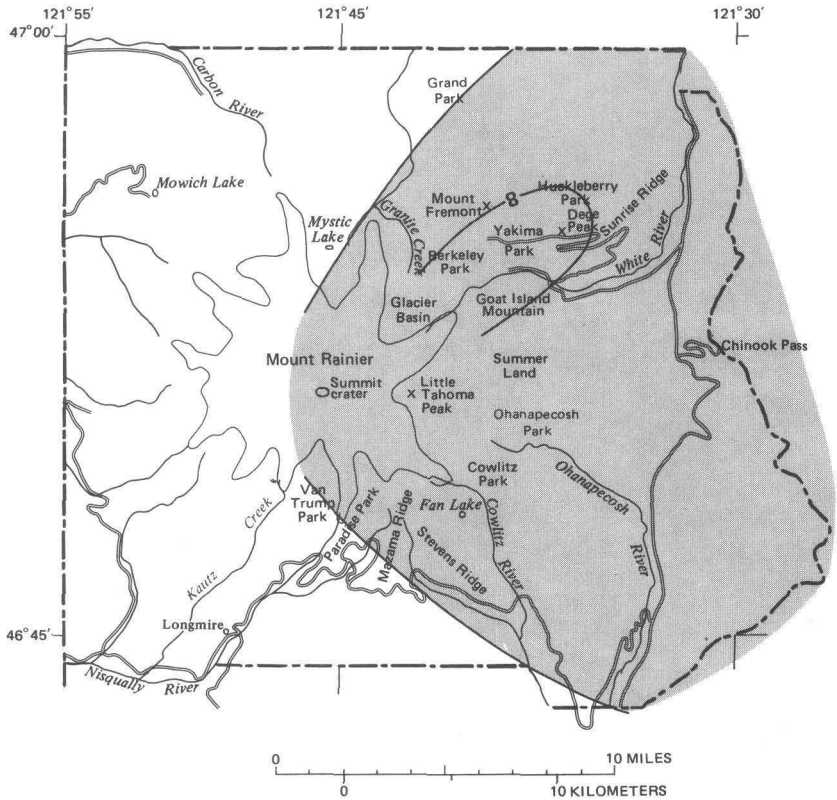 121°55'
121°45'
121°30'
47°00'
Carbon
River
Grand
Park
Mowich Lake
Mystic
Lake
Granite Creek
Mount
Fremont
8
Huckleberry
Park
Dege
Peak
Sunrise Ridge
Yakima
Park
White River
Berkeley
Park
Glacier
Basin
Goat Island
Mountain
Chinook Pass
Mount Rainier
Summit
crater
Little
Tahoma
Peak
Summer
Land
Ohanapecosh
Park
Cowlitz
Park
Ohanapecosh
River
Van
Trump
Park
Paradise Park
Mazama Ridge
Fan Lake
Cowlitz
River
Stevens Ridge
Kautz Creek
Longmire
46°45'
Nisqually
River
0 10 MILES
0 10 KILOMETERS